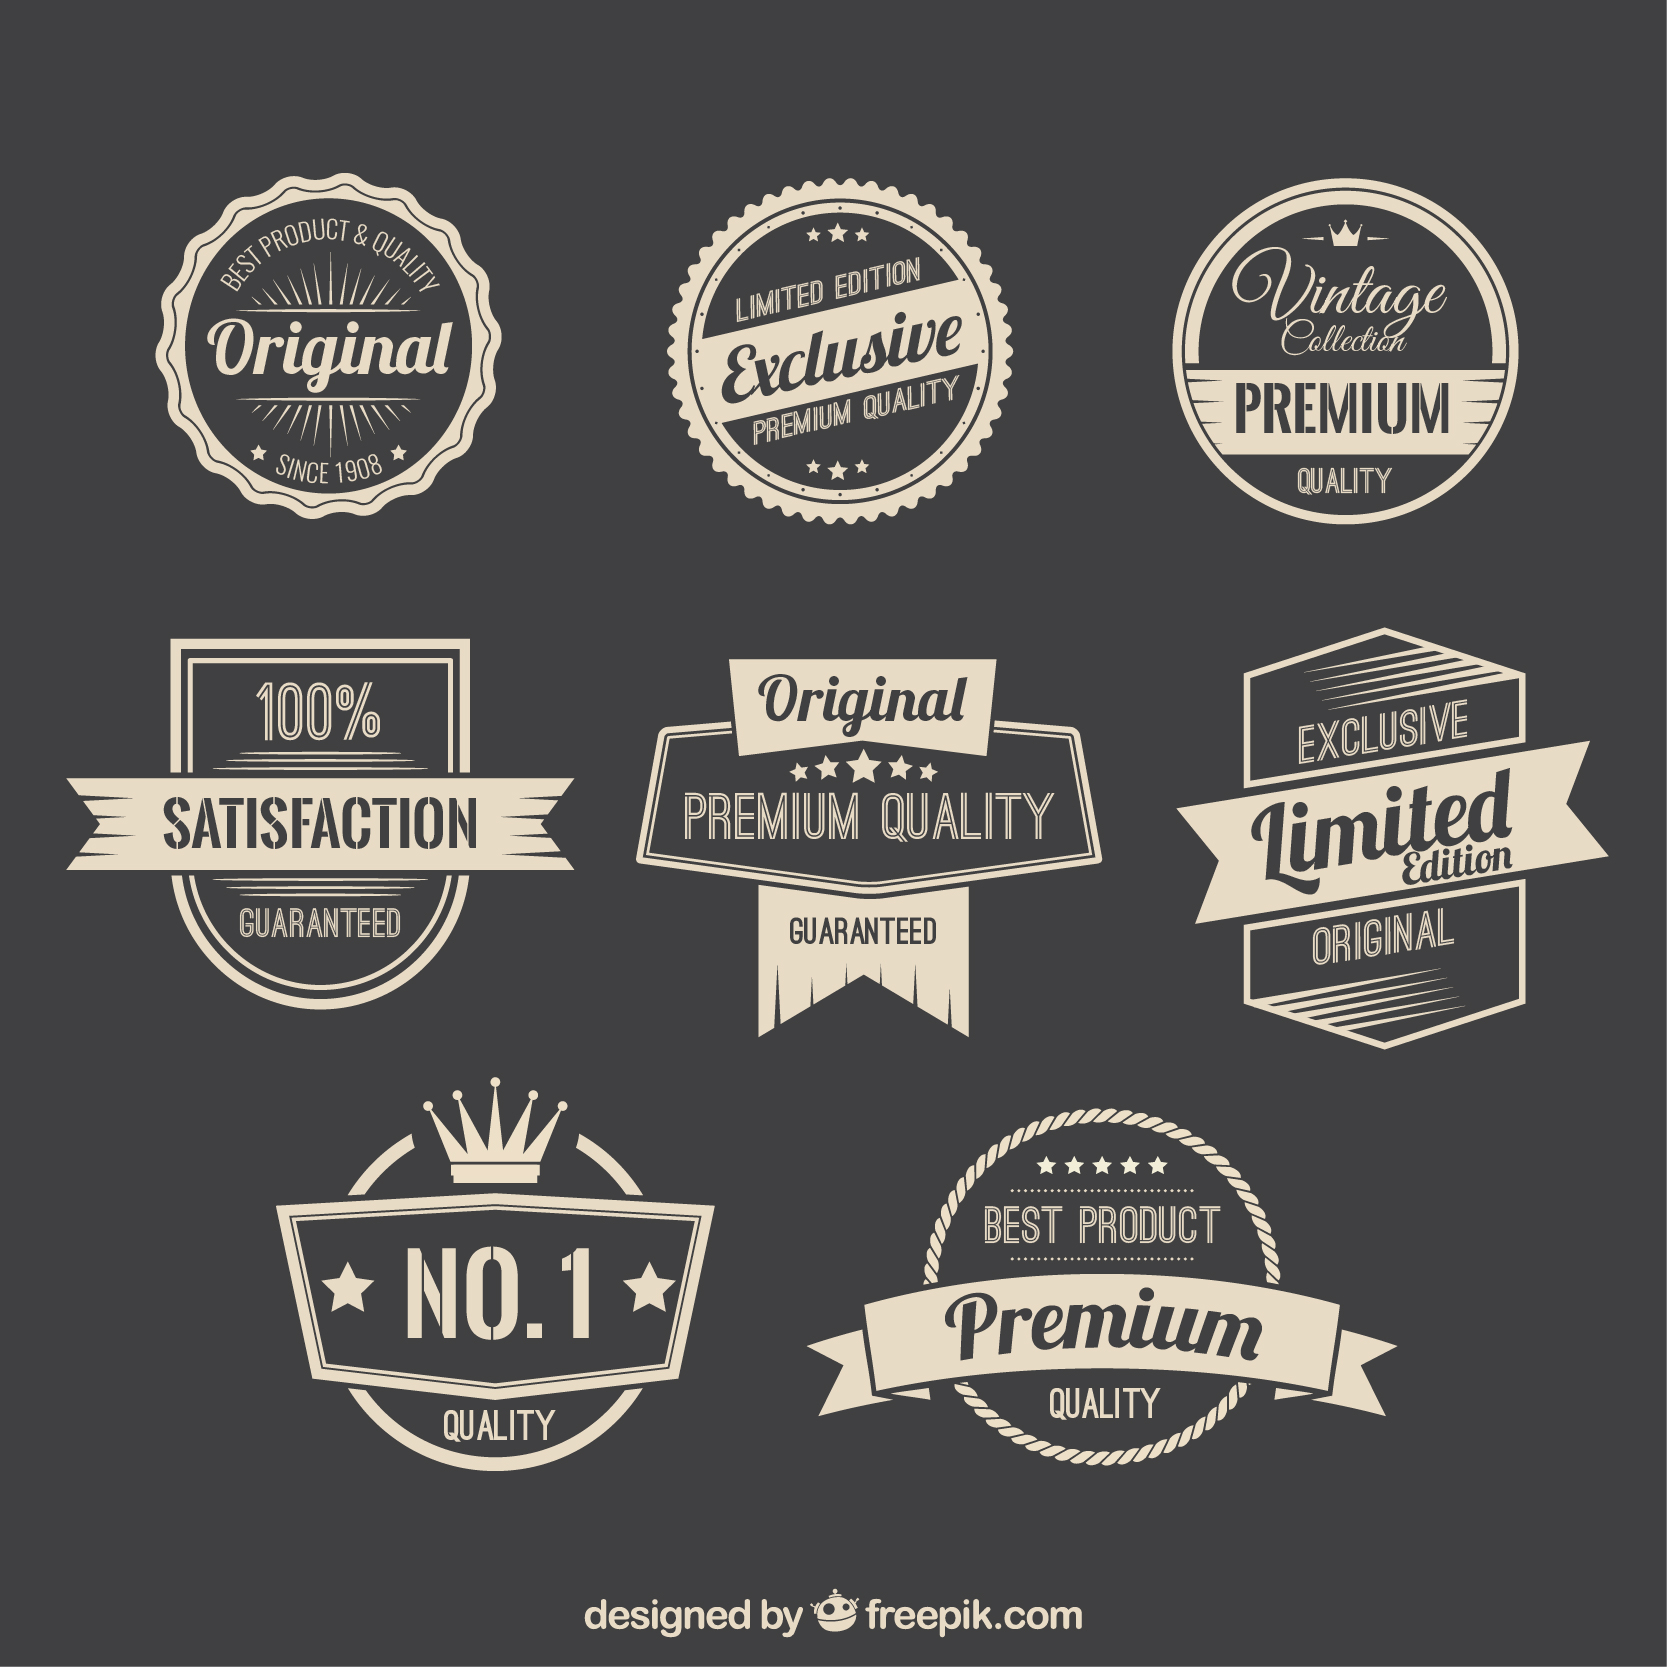 BEST PRODUCT & QUALITY
Original
SINCE 1908
LIMITED EDITION
Exclusive
PREMIUM QUALITY
Vintage
Collection
PREMIUM
QUALITY
100%
SATISFACTION
GUARANTEED
Original
PREMIUM QUALITY
GUARANTEED
EXCLUSIVE
Limited
Edition
ORIGINAL
NO.1
QUALITY
BEST PRODUCT
Premium
QUALITY
designed by freepik.com